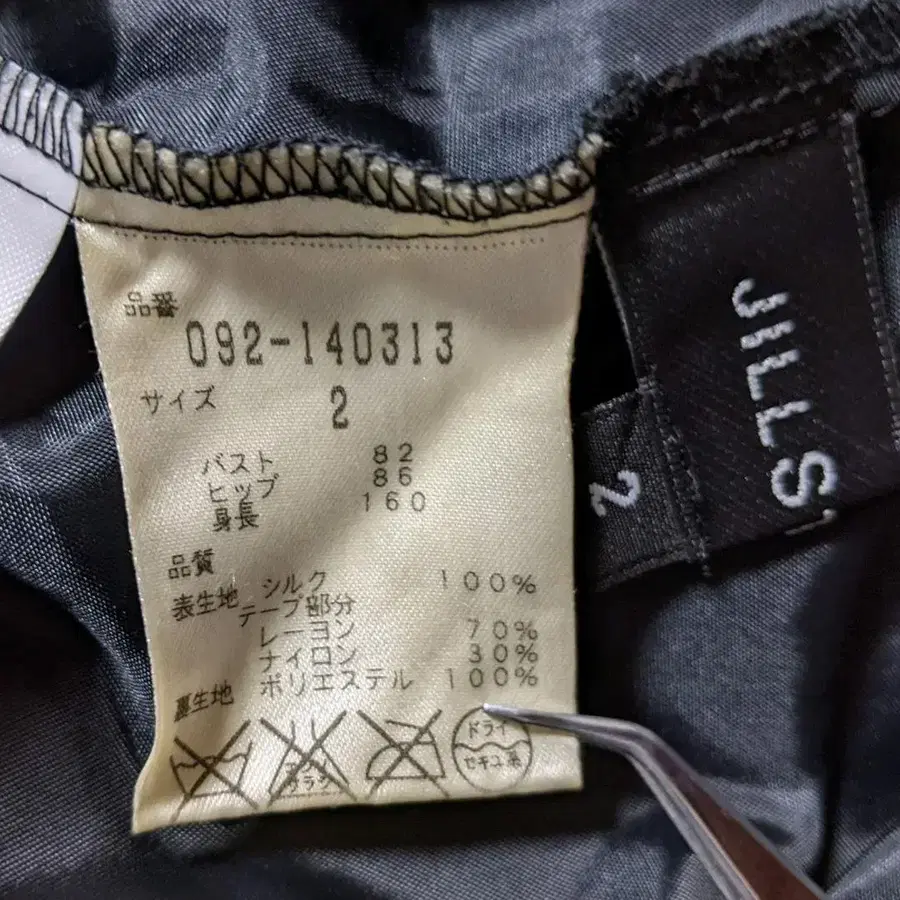 品番
092-140313
サイズ 2
バスト 82
ヒップ 86
身長 160
品質
表生地 シルク 100%
テープ部分
レーヨン 70%
ナイロン 30%
裏生地 ポリエステル 100%
ドライ
セキユ系
JILLS
2